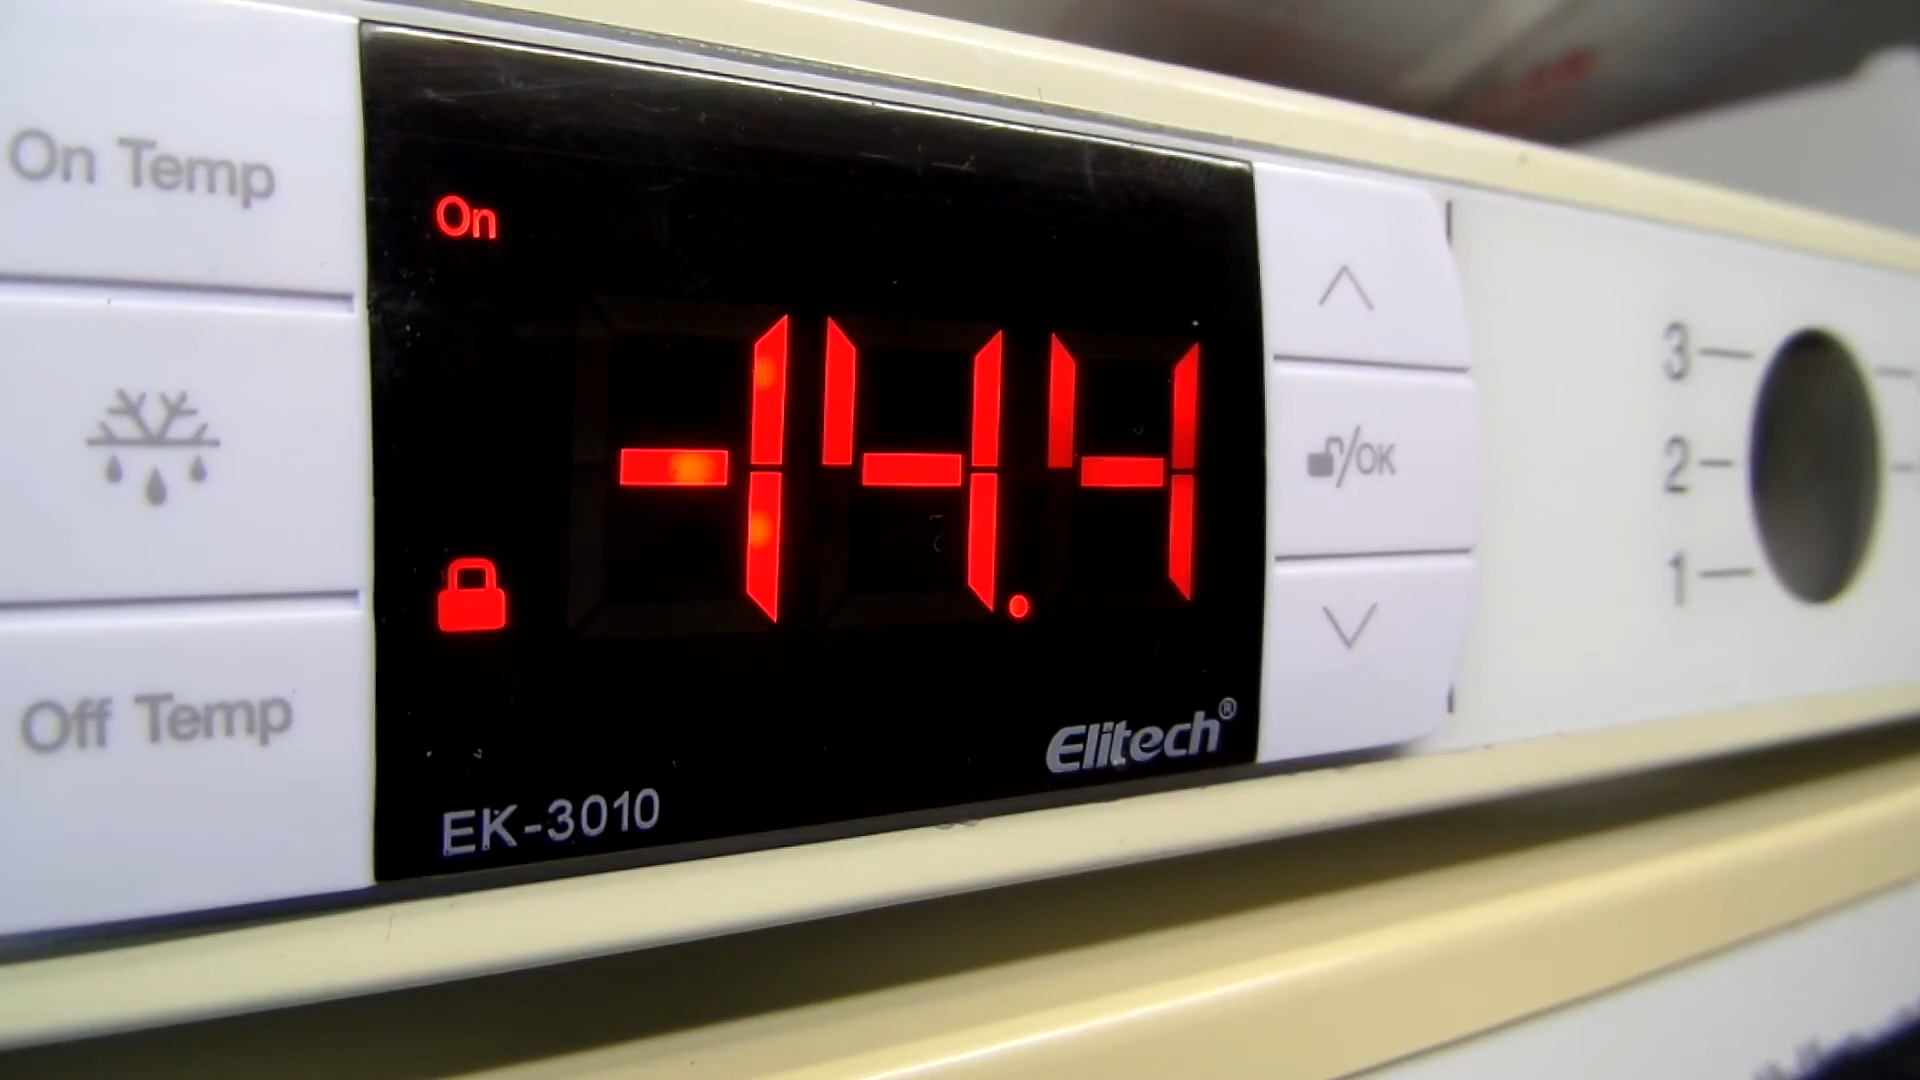 On Temp
On
-14.4
/OK
Off Temp
Elitech®
EK-3010
3
2
1